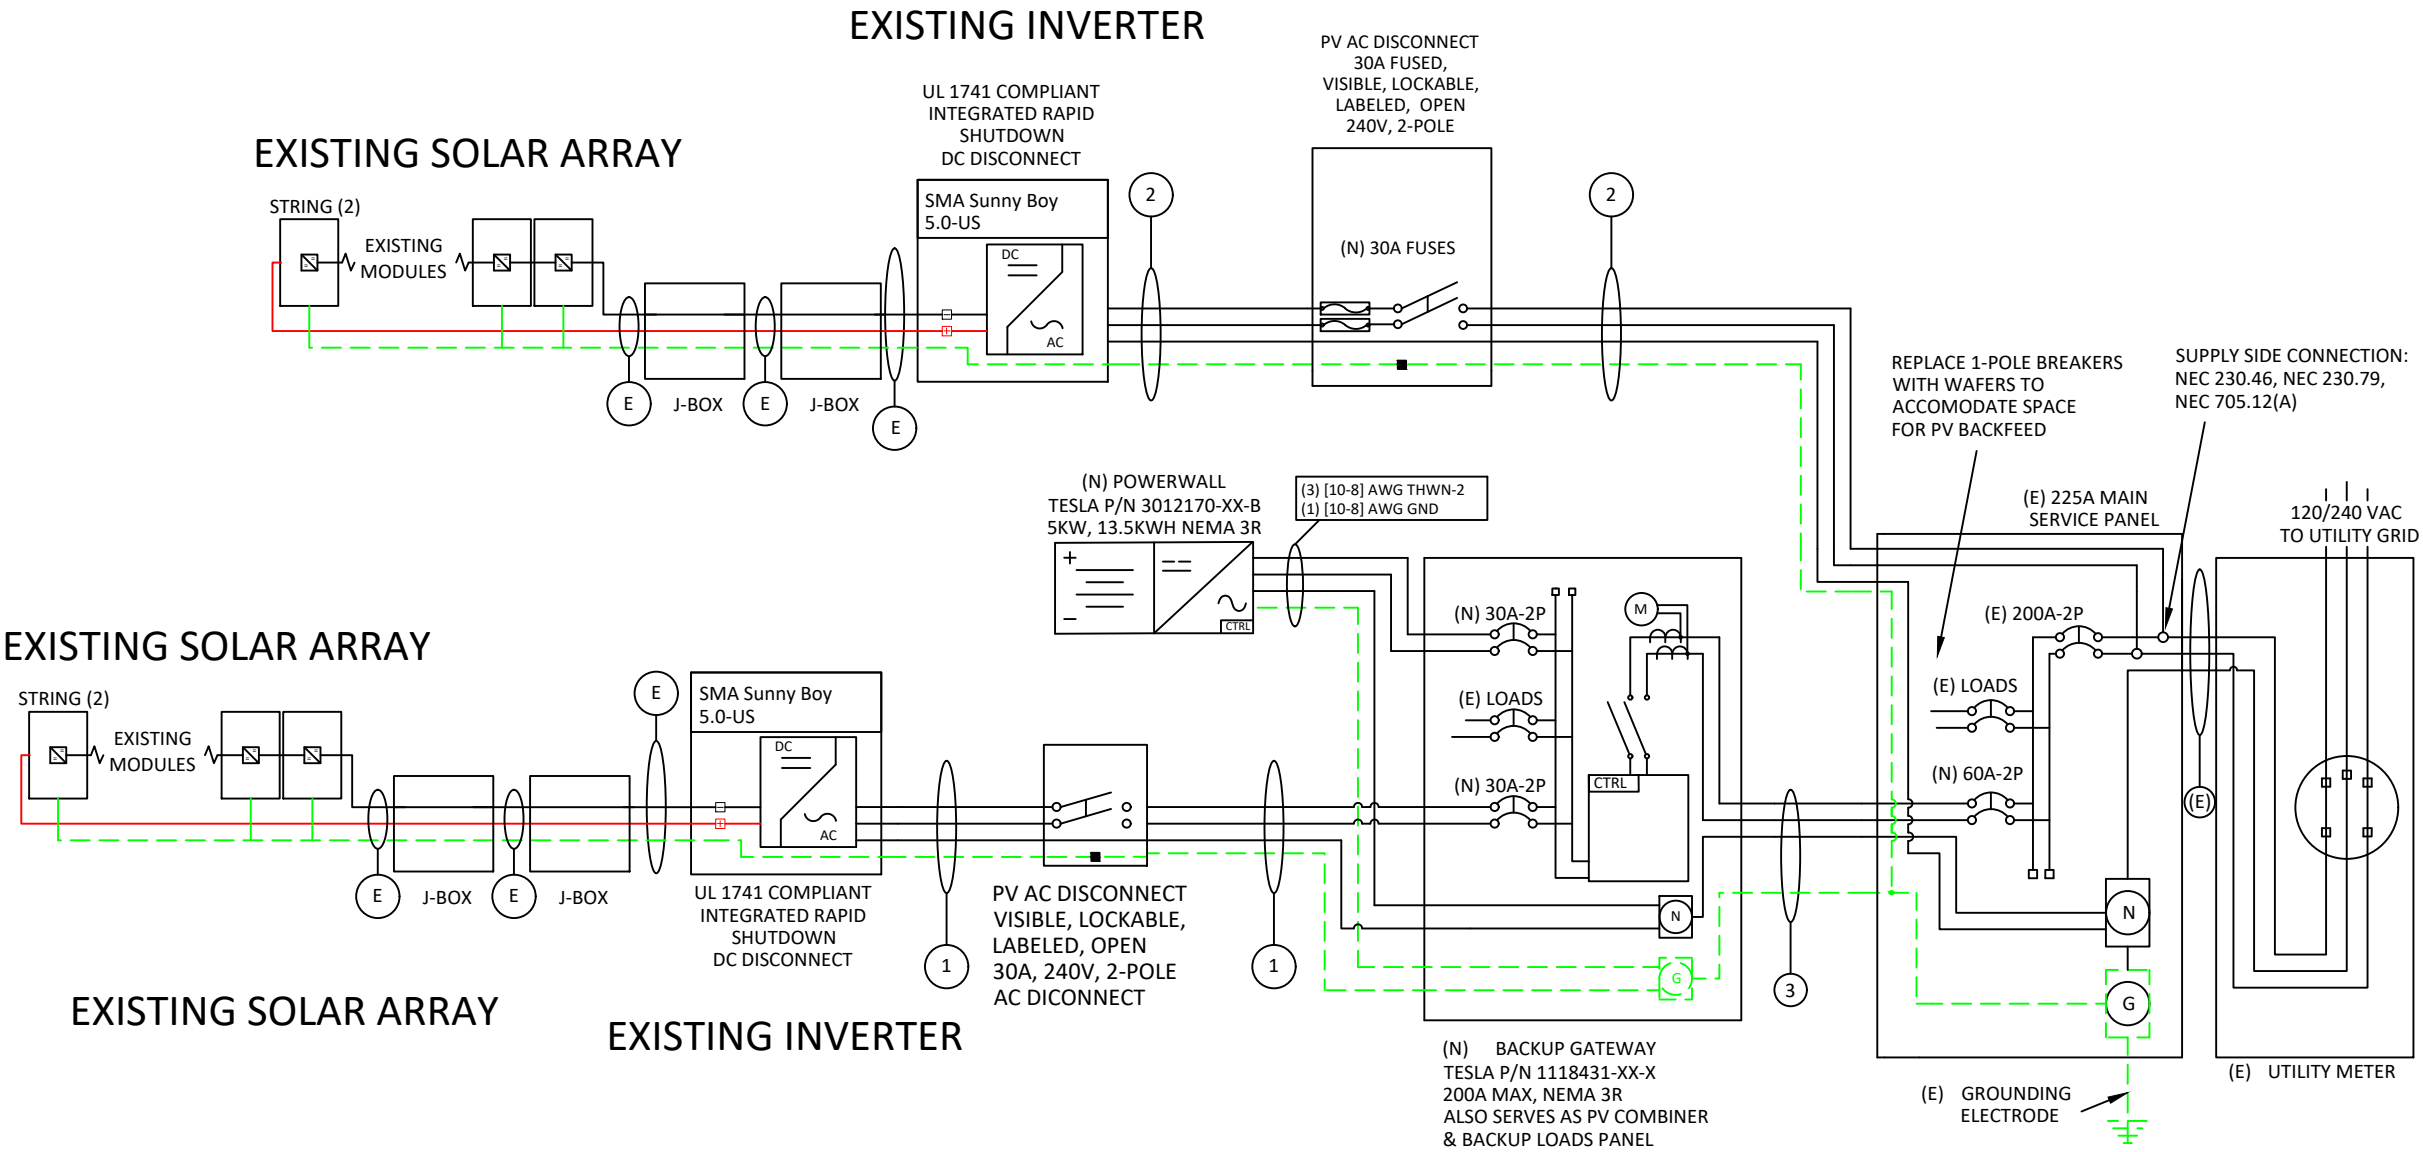 EXISTING INVERTER
PV AC DISCONNECT
30A FUSED,
VISIBLE, LOCKABLE,
LABELED, OPEN
240V, 2-POLE
UL 1741 COMPLIANT
INTEGRATED RAPID
SHUTDOWN
DC DISCONNECT
EXISTING SOLAR ARRAY
STRING (2)
EXISTING
MODULES
SMA Sunny Boy
5.0-US
DC
AC
2
2
(N) 30A FUSES
E
J-BOX
E
J-BOX
E
REPLACE 1-POLE BREAKERS
WITH WAFERS TO
ACCOMODATE SPACE
FOR PV BACKFEED
SUPPLY SIDE CONNECTION:
NEC 230.46, NEC 230.79,
NEC 705.12(A)
(N) POWERWALL
TESLA P/N 3012170-XX-B
5KW, 13.5KWH NEMA 3R
(3) [10-8] AWG THWN-2
(1) [10-8] AWG GND
+
–
CTRL
(E) 225A MAIN
SERVICE PANEL
120/240 VAC
TO UTILITY GRID
(N) 30A-2P
M
(E) LOADS
(N) 30A-2P
CTRL
N
G
(E) 200A-2P
(E) LOADS
(N) 60A-2P
(E)
N
G
EXISTING SOLAR ARRAY
STRING (2)
EXISTING
MODULES
E
SMA Sunny Boy
5.0-US
DC
AC
E
J-BOX
E
J-BOX
UL 1741 COMPLIANT
INTEGRATED RAPID
SHUTDOWN
DC DISCONNECT
1
PV AC DISCONNECT
VISIBLE, LOCKABLE,
LABELED, OPEN
30A, 240V, 2-POLE
AC DICONNECT
1
3
EXISTING SOLAR ARRAY
EXISTING INVERTER
(N) BACKUP GATEWAY
TESLA P/N 1118431-XX-X
200A MAX, NEMA 3R
ALSO SERVES AS PV COMBINER
& BACKUP LOADS PANEL
(E) GROUNDING
ELECTRODE
(E) UTILITY METER